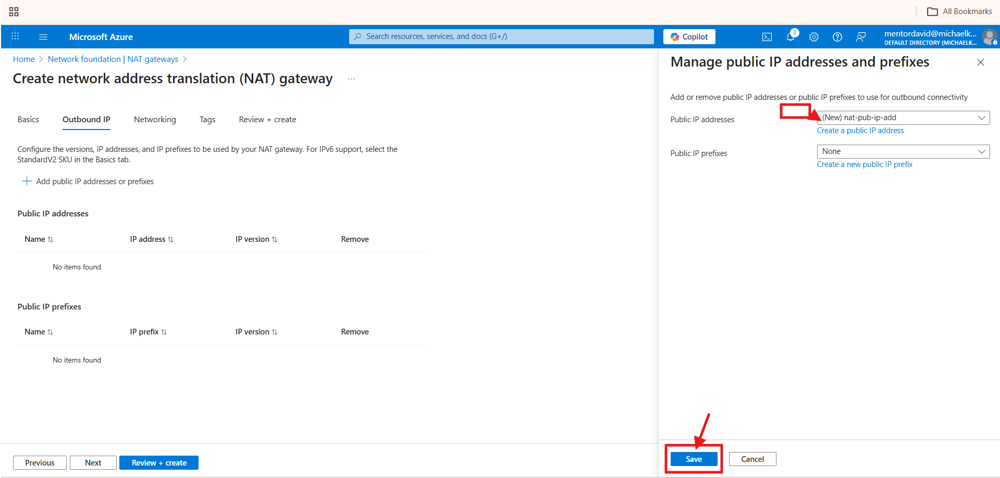 All Bookmarks
Microsoft Azure
Search resources, services, and docs (G+/)
Copilot
3
mentordavid@michaelk...
DEFAULT DIRECTORY (MICHAELK...
Home > Network foundation | NAT gateways >
Create network address translation (NAT) gateway ...
Basics
Outbound IP
Networking
Tags
Review + create
Configure the versions, IP addresses, and IP prefixes to be used by your NAT gateway. For IPv6 support, select the
StandardV2 SKU in the Basics tab.
Add public IP addresses or prefixes
Public IP addresses
Name IP address IP version Remove
No items found
Public IP prefixes
Name IP prefix IP version Remove
No items found
Previous
Next
Review + create
Manage public IP addresses and prefixes
Add or remove public IP addresses or public IP prefixes to use for outbound connectivity
Public IP addresses
(New) nat-pub-ip-add
Create a public IP address
Public IP prefixes
None
Create a new public IP prefix
Save
Cancel